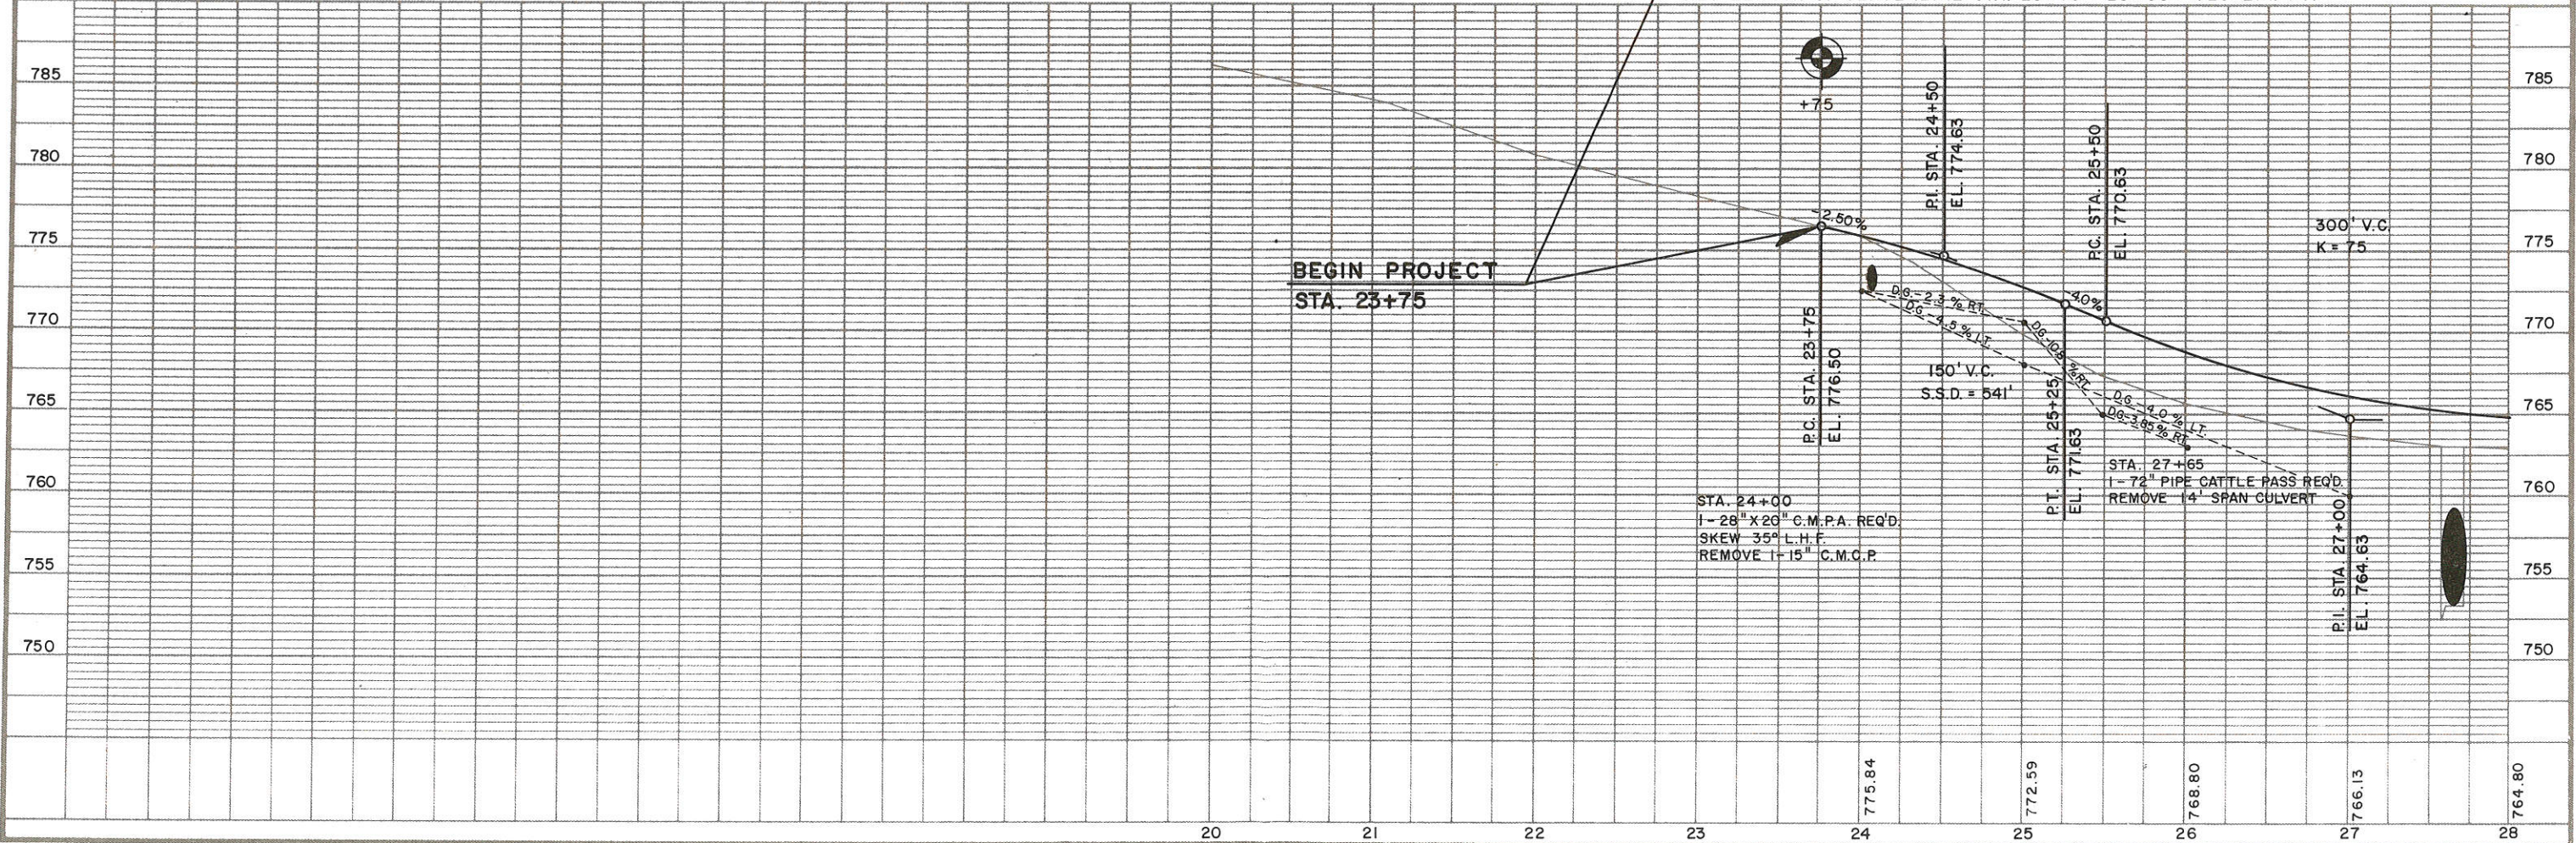 785
780
775
770
765
760
755
750
BEGIN PROJECT
STA. 23+75
+75
P.C. STA. 23+75
EL. 776.50
-2.50%
P.I. STA. 24+50
EL. 774.63
150' V.C.
S.S.D. = 541'
P.T. STA. 25+25
EL. 771.63
-4.0%
P.C. STA. 25+50
EL. 770.63
300' V.C.
K = 75
P.I. STA. 27+00
EL. 764.63
D.G.-2.3% RT.
D.G.-4.5% LT.
D.G.-4.0% LT.
D.G.-3.85% RT.
STA. 24+00
1-28"X20" C.M.P.A. REQ'D.
SKEW 35° L.H.F.
REMOVE 1-15" C.M.C.P.
STA. 27+65
1-72" PIPE CATTLE PASS REQ'D.
REMOVE 14' SPAN CULVERT
785
780
775
770
765
760
755
750
775.84
772.59
768.80
766.13
764.80
20
21
22
23
24
25
26
27
28